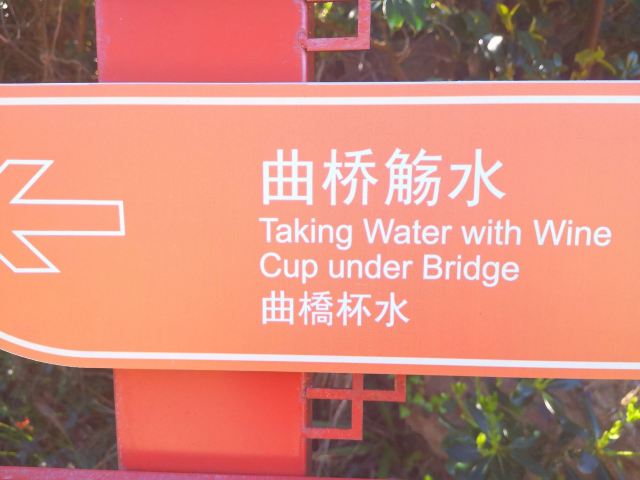 曲桥觞水
Taking Water with Wine
Cup under Bridge
曲橋杯水